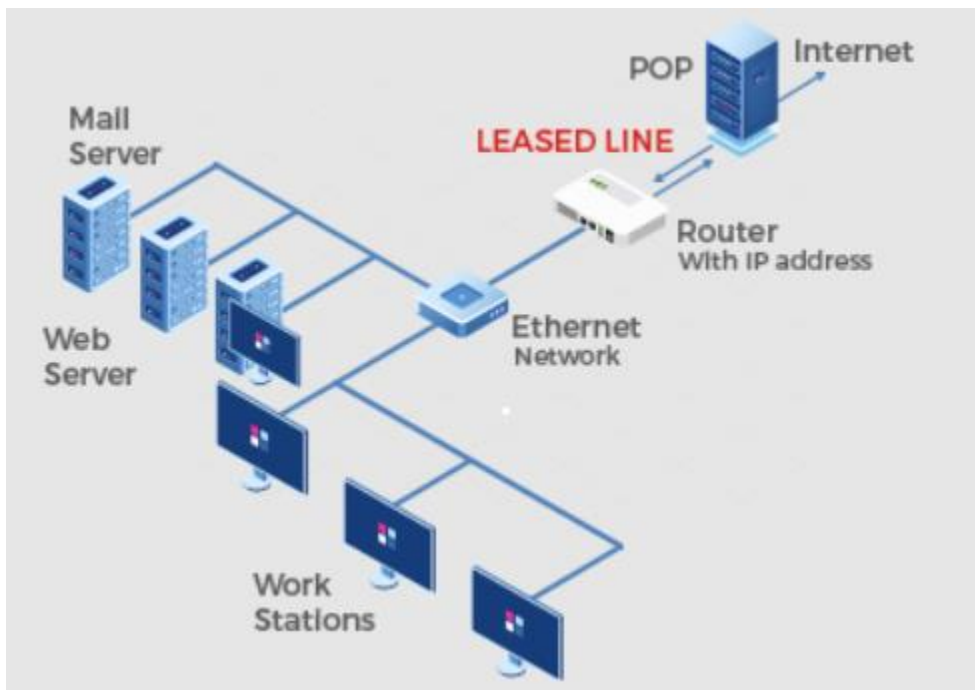 POP
Internet
Mail
Server
LEASED LINE
Router
With IP address
Web
Server
Ethernet
Network
Work
Stations